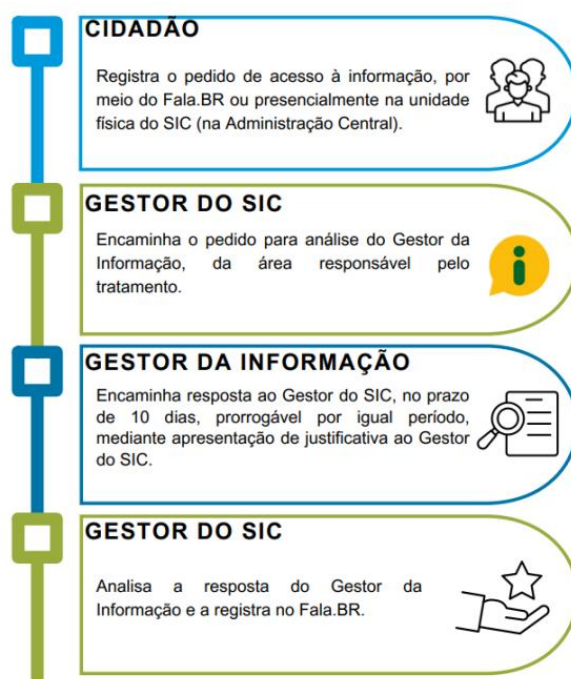 CIDADÃO
Registra o pedido de acesso à informação, por
meio do Fala.BR ou presencialmente na unidade
física do SIC (na Administração Central).
GESTOR DO SIC
Encaminha o pedido para análise do Gestor da
Informação, da área responsável pelo
tratamento.
GESTOR DA INFORMAÇÃO
Encaminha resposta ao Gestor do SIC, no prazo
de 10 dias, prorrogável por igual período,
mediante apresentação de justificativa ao Gestor
do SIC.
GESTOR DO SIC
Analisa a resposta do Gestor da
Informação e a registra no Fala.BR.